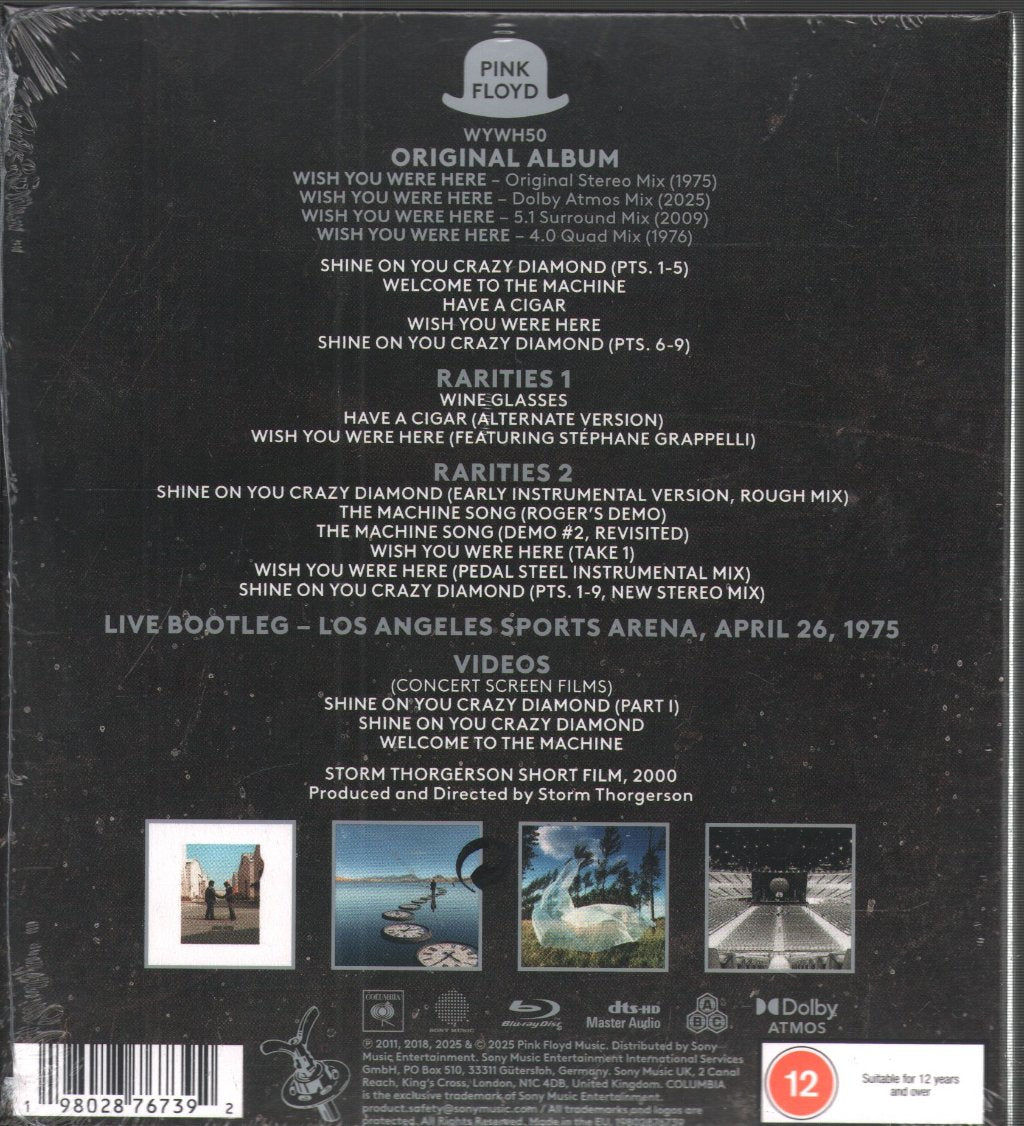 PINK
FLOYD
WYWH50
ORIGINAL ALBUM
WISH YOU WERE HERE – Original Stereo Mix (1975)
WISH YOU WERE HERE – Dolby Atmos Mix (2025)
WISH YOU WERE HERE – 5.1 Surround Mix (2009)
WISH YOU WERE HERE – 4.0 Quad Mix (1976)
SHINE ON YOU CRAZY DIAMOND (PTS. 1-5)
WELCOME TO THE MACHINE
HAVE A CIGAR
WISH YOU WERE HERE
SHINE ON YOU CRAZY DIAMOND (PTS. 6-9)
RARITIES 1
WINE GLASSES
HAVE A CIGAR (ALTERNATE VERSION)
WISH YOU WERE HERE (FEATURING STÉPHANE GRAPPELLI)
RARITIES 2
SHINE ON YOU CRAZY DIAMOND (EARLY INSTRUMENTAL VERSION, ROUGH MIX)
THE MACHINE SONG (ROGER'S DEMO)
THE MACHINE SONG (DEMO #2, REVISITED)
WISH YOU WERE HERE (TAKE 1)
WISH YOU WERE HERE (PEDAL STEEL INSTRUMENTAL MIX)
SHINE ON YOU CRAZY DIAMOND (PTS. 1-9, NEW STEREO MIX)
LIVE BOOTLEG – LOS ANGELES SPORTS ARENA, APRIL 26, 1975
VIDEOS
(CONCERT SCREEN FILMS)
SHINE ON YOU CRAZY DIAMOND (PART I)
SHINE ON YOU CRAZY DIAMOND
WELCOME TO THE MACHINE
STORM THORGERSON SHORT FILM, 2000
Produced and Directed by Storm Thorgerson
COLUMBIA
SONY MUSIC
Blu-ray Disc
dts-HD
Master Audio
A
B C
Dolby
ATMOS
℗ 2011, 2018, 2025 & © 2025 Pink Floyd Music. Distributed by Sony
Music Entertainment. Sony Music Entertainment International Services
GmbH, PO Box 510, 33311 Gütersloh, Germany. Sony Music UK, 2 Canal
Reach, King's Cross, London, N1C 4DB, United Kingdom. COLUMBIA
is the exclusive trademark of Sony Music Entertainment.
product.safety@sonymusic.com / All trademarks and logos are
protected. All Rights Reserved. Made in the EU. 19802876739
1 98028 76739 2
12
Suitable for 12 years
and over